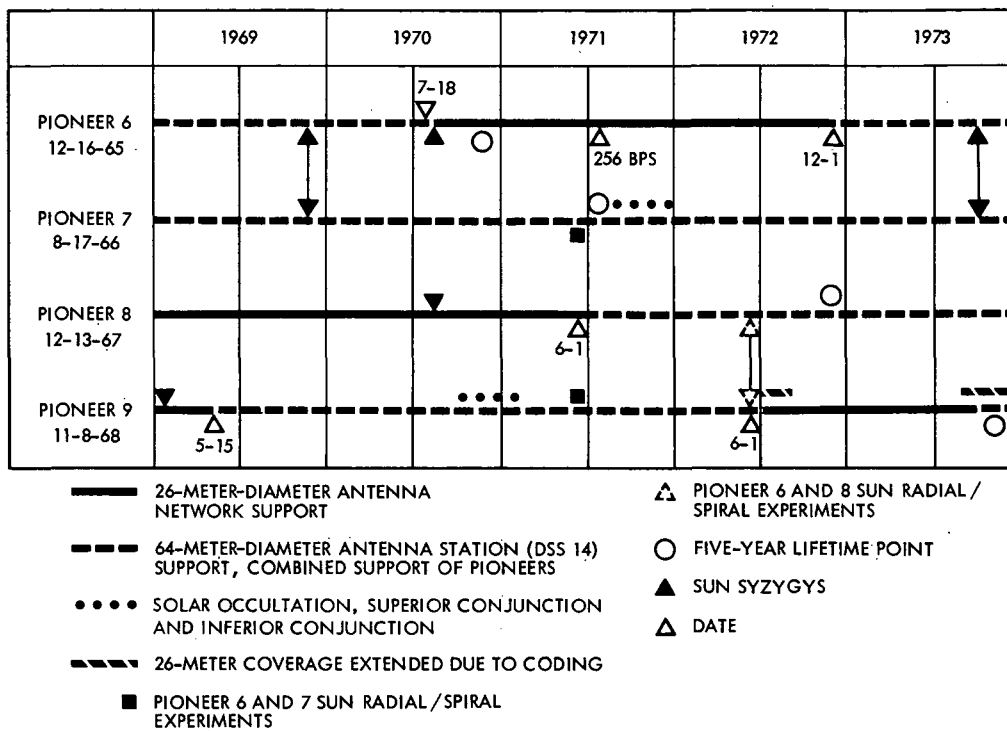 1969 1970 1971 1972 1973
7-18
PIONEER 6
12-16-65
256 BPS
12-1
PIONEER 7
8-17-66
PIONEER 8
12-13-67
6-1
PIONEER 9
11-8-68
5-15
6-1
26-METER-DIAMETER ANTENNA
NETWORK SUPPORT
64-METER-DIAMETER ANTENNA STATION (DSS 14)
SUPPORT, COMBINED SUPPORT OF PIONEERS
SOLAR OCCULTATION, SUPERIOR CONJUNCTION
AND INFERIOR CONJUNCTION
26-METER COVERAGE EXTENDED DUE TO CODING
PIONEER 6 AND 7 SUN RADIAL/SPIRAL
EXPERIMENTS
PIONEER 6 AND 8 SUN RADIAL/
SPIRAL EXPERIMENTS
FIVE-YEAR LIFETIME POINT
SUN SYZYGYS
DATE